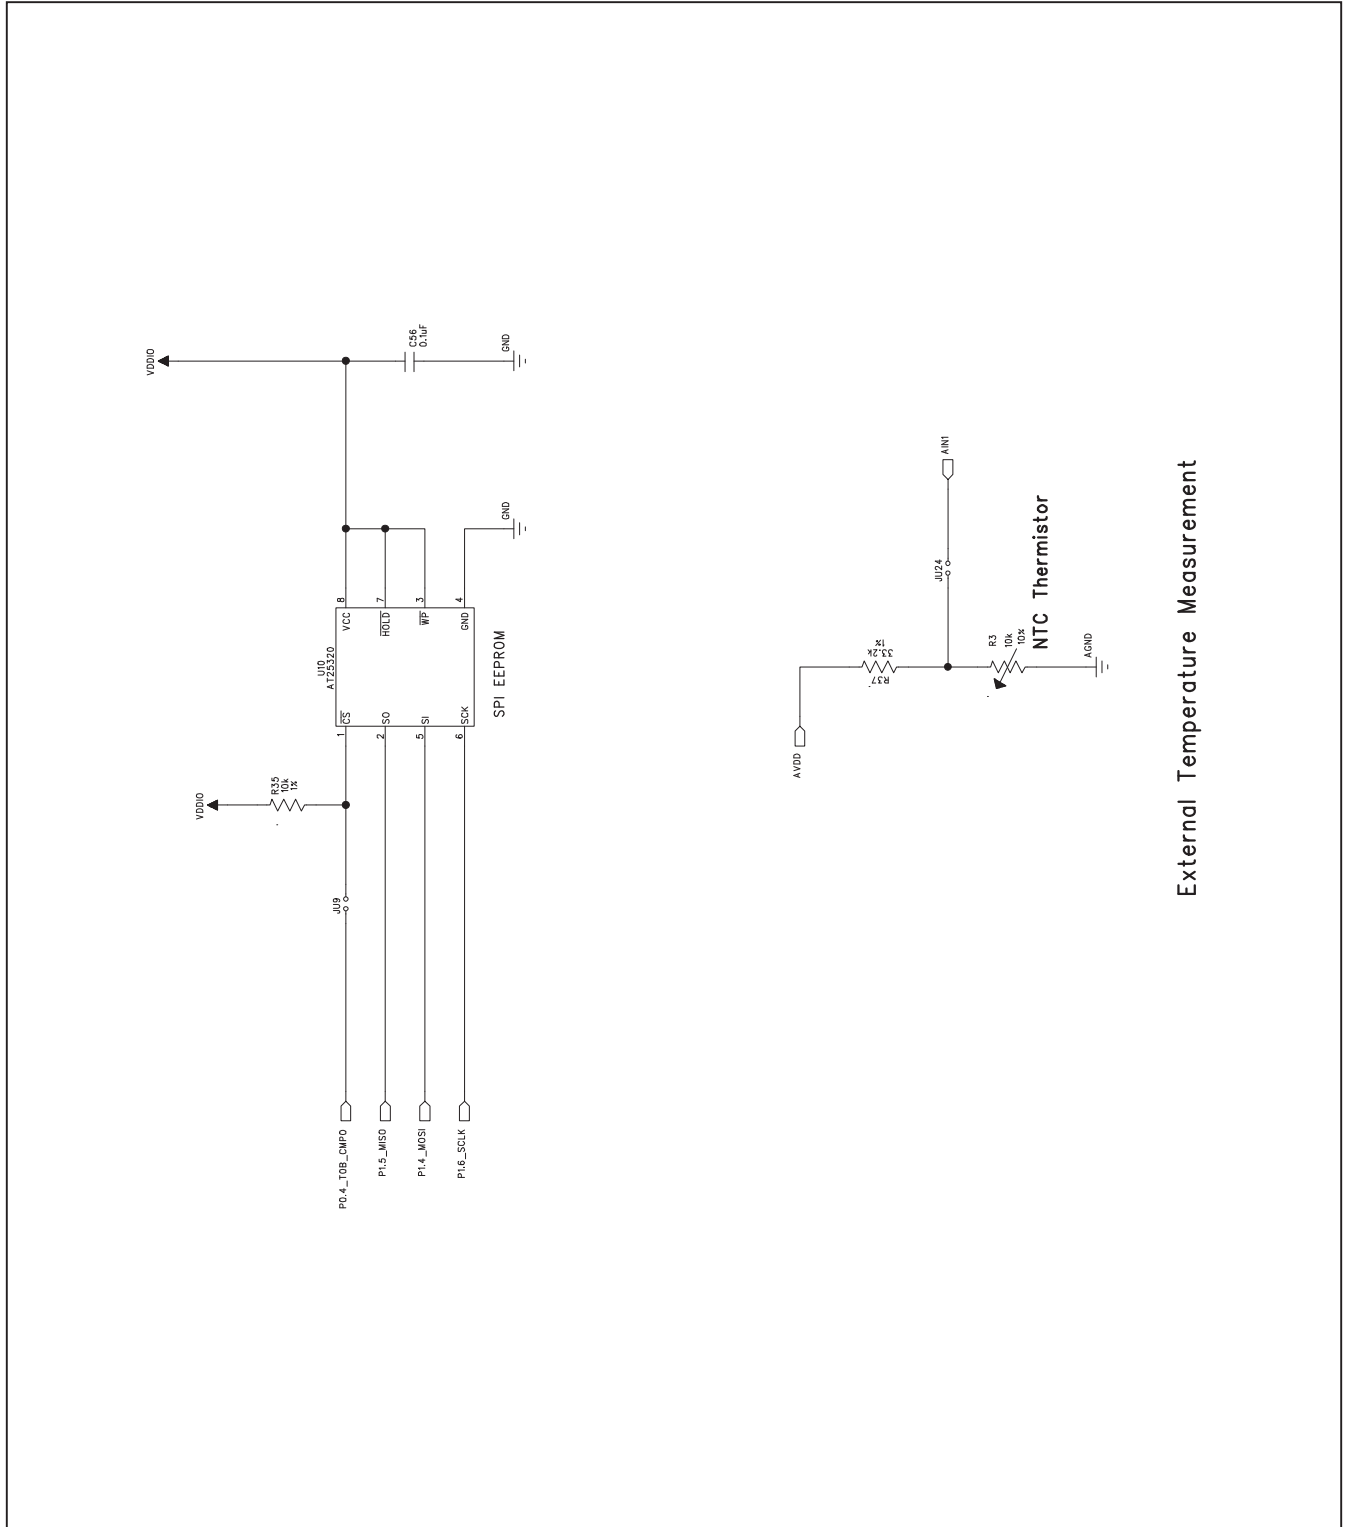 VDDIO
C56
0.1uF
GND
GND
VDDIO
R35
10k
1%
JU9
U10
AT25320
1
CS
VCC
8
2
SO
HOLD
7
5
SI
WP
3
6
SCK
GND
4
SPI EEPROM
P0.4_T0B_CMPO
P1.5_MISO
P1.4_MOSI
P1.6_SCLK
AVDD
R37
33.2k
1%
JU24
AIN1
R3
10k
10%
NTC Thermistor
AGND
External Temperature Measurement